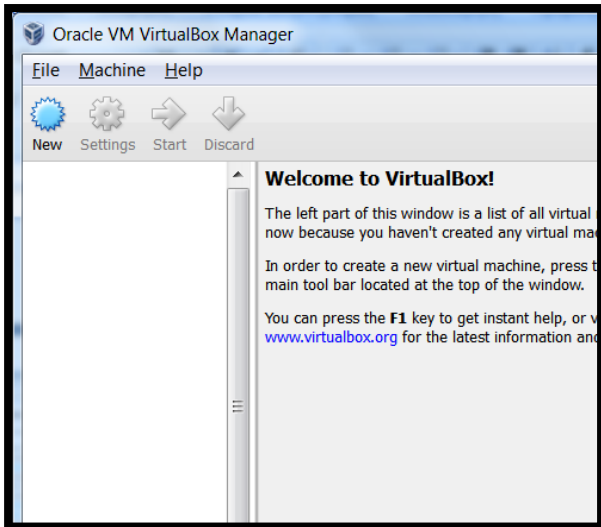 Oracle VM VirtualBox Manager
File Machine Help
New Settings Start Discard
Welcome to VirtualBox!
The left part of this window is a list of all virtual
now because you haven't created any virtual
In order to create a new virtual machine, press
main tool bar located at the top of the window.
You can press the F1 key to get instant help, or
www.virtualbox.org for the latest information